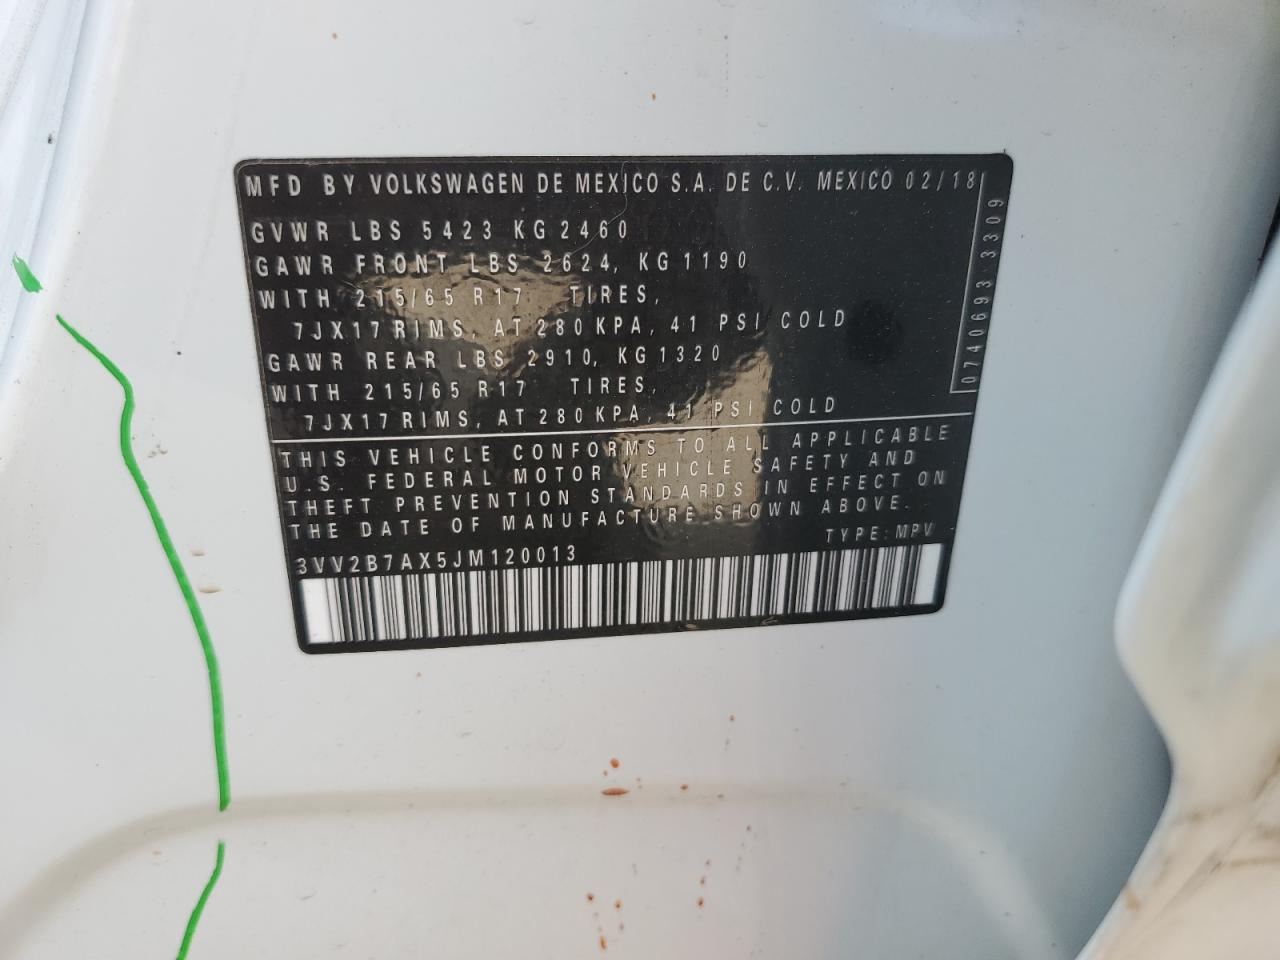 MFD BY VOLKSWAGEN DE MEXICO S.A. DE C.V. MEXICO 02/18
GVWR LBS 5423 KG 2460
GAWR FRONT LBS 2624, KG 1190
WITH 215/65 R17 TIRES,
7JX17 RIMS, AT 280 KPA, 41 PSI COLD
GAWR REAR LBS 2910, KG 1320
WITH 215/65 R17 TIRES,
7JX17 RIMS, AT 280 KPA, 41 PSI COLD
0740693 3309
THIS VEHICLE CONFORMS TO ALL APPLICABLE
U.S. FEDERAL MOTOR VEHICLE SAFETY AND
THEFT PREVENTION STANDARDS IN EFFECT ON
THE DATE OF MANUFACTURE SHOWN ABOVE.
TYPE: MPV
3VV2B7AX5JM120013